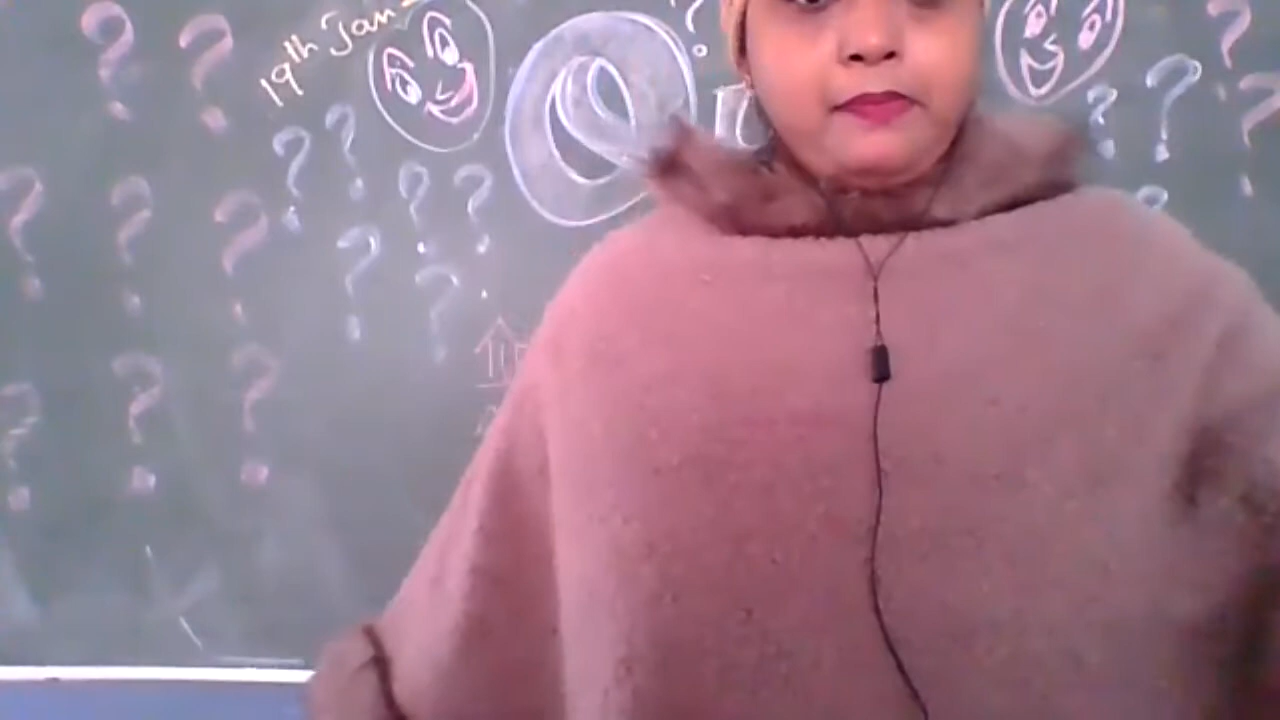 19th Jan-
? ? ? ?
? ? ? ? ?
? ? ? ? ? ? ?
? ?
? ? ?